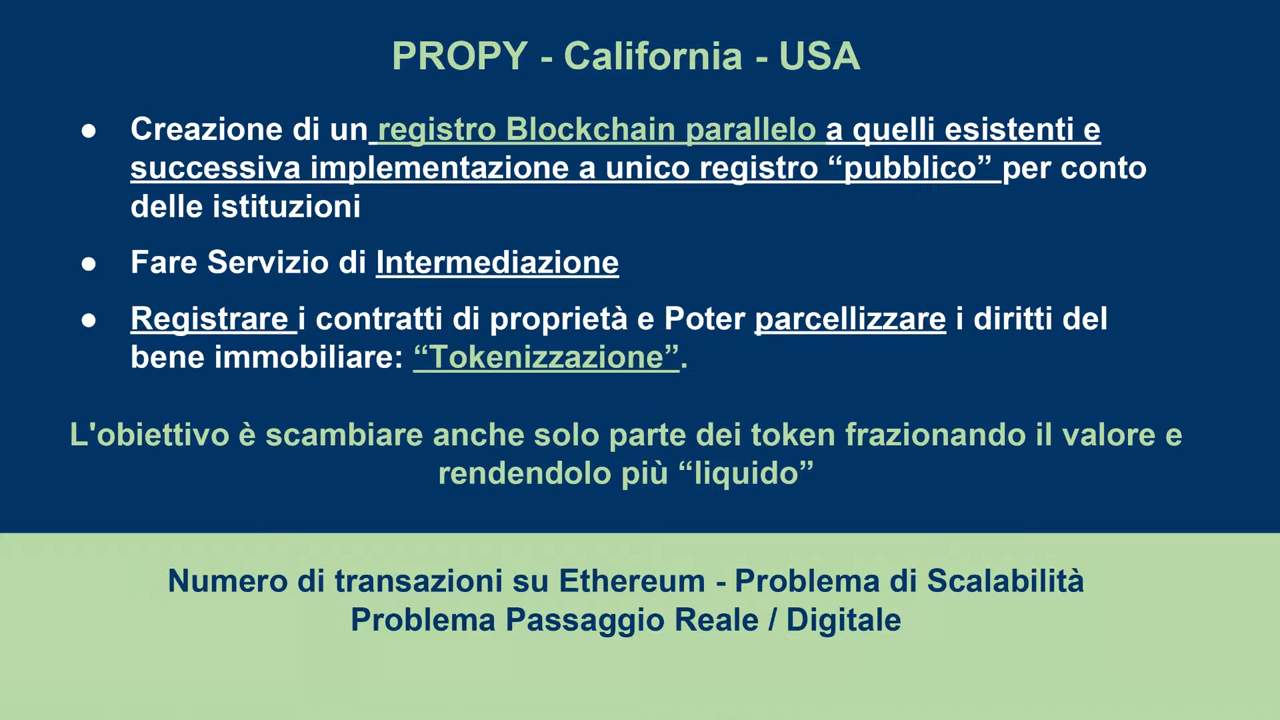 PROPY - California - USA
● Creazione di un registro Blockchain parallelo a quelli esistenti e
successiva implementazione a unico registro “pubblico” per conto
delle istituzioni
● Fare Servizio di Intermediazione
● Registrare i contratti di proprietà e Poter parcellizzare i diritti del
bene immobiliare: “Tokenizzazione”.
L'obiettivo è scambiare anche solo parte dei token frazionando il valore e
rendendolo più “liquido”
Numero di transazioni su Ethereum - Problema di Scalabilità
Problema Passaggio Reale / Digitale